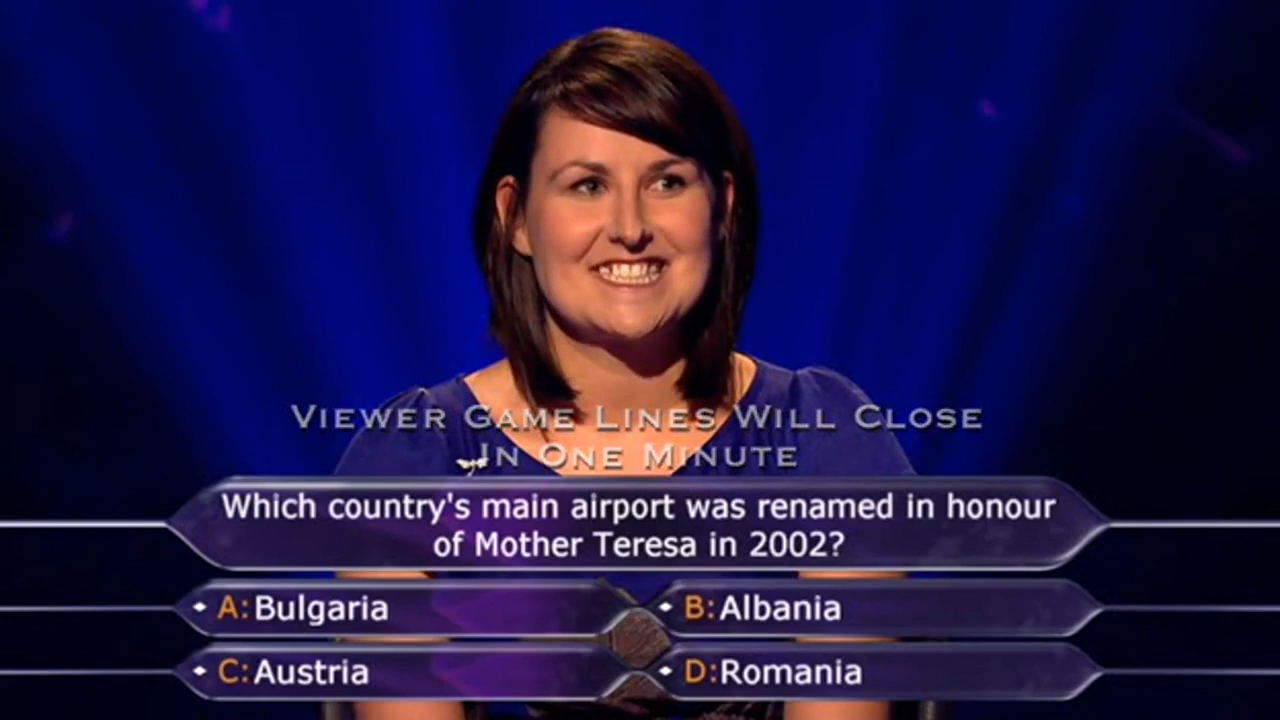 Viewer Game Lines Will Close
In One Minute
Which country's main airport was renamed in honour
of Mother Teresa in 2002?
A: Bulgaria
B: Albania
C: Austria
D: Romania